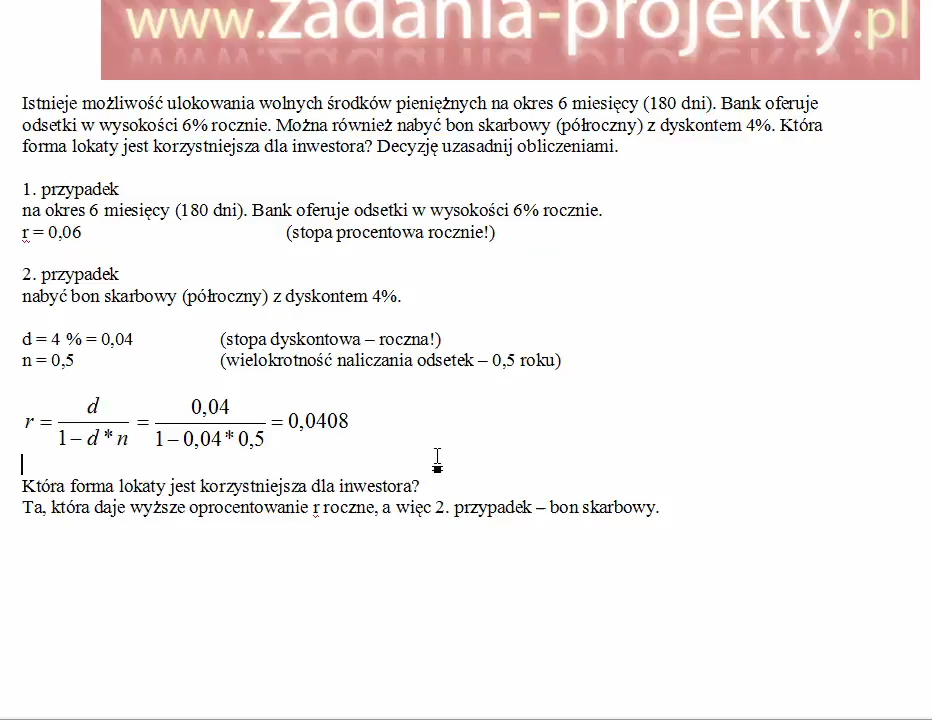 www.zadania-projekty.pl
Istnieje możliwość ulokowania wolnych środków pieniężnych na okres 6 miesięcy (180 dni). Bank oferuje
odsetki w wysokości 6% rocznie. Można również nabyć bon skarbowy (półroczny) z dyskontem 4%. Która
forma lokaty jest korzystniejsza dla inwestora? Decyzję uzasadnij obliczeniami.
1. przypadek
na okres 6 miesięcy (180 dni). Bank oferuje odsetki w wysokości 6% rocznie.
r = 0,06 (stopa procentowa rocznie!)
2. przypadek
nabyć bon skarbowy (półroczny) z dyskontem 4%.
d = 4 % = 0,04 (stopa dyskontowa – roczna!)
n = 0,5 (wielokrotność naliczania odsetek – 0,5 roku)
r = d / (1 – d * n) = 0,04 / (1 – 0,04 * 0,5) = 0,0408
Która forma lokaty jest korzystniejsza dla inwestora?
Ta, która daje wyższe oprocentowanie r roczne, a więc 2. przypadek – bon skarbowy.